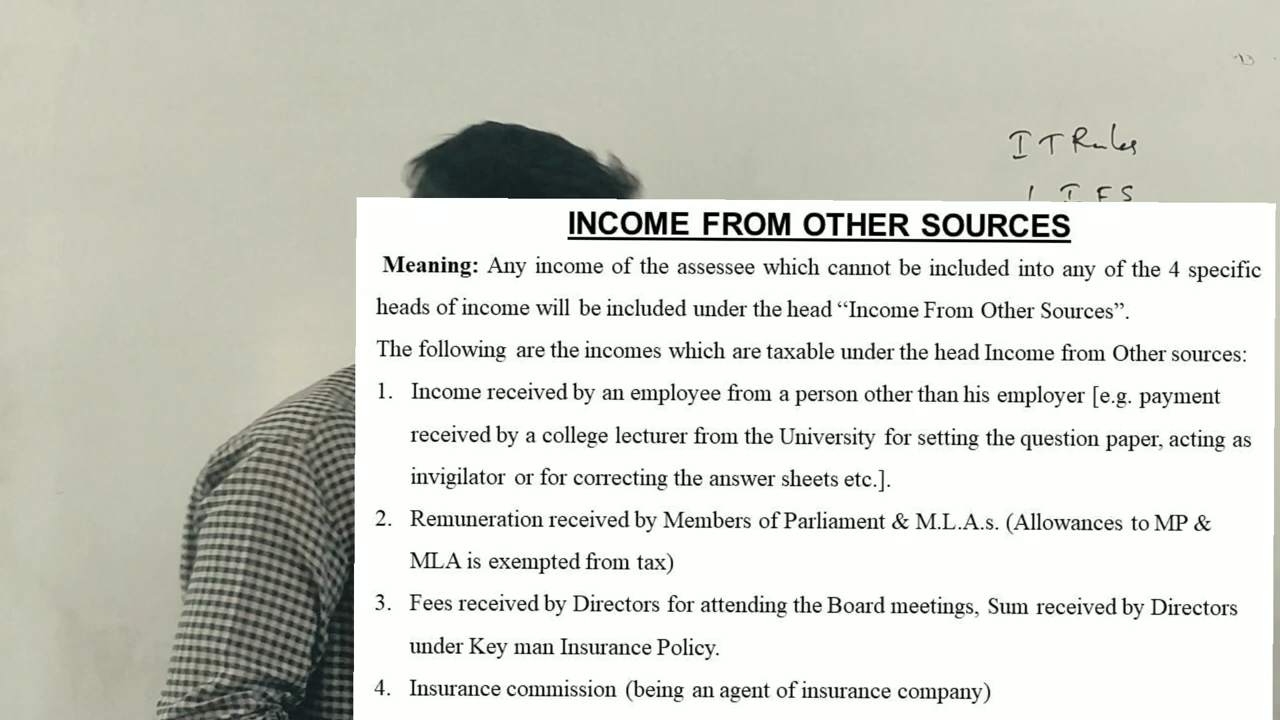 I T Rules
I F S
INCOME FROM OTHER SOURCES
Meaning: Any income of the assessee which cannot be included into any of the 4 specific
heads of income will be included under the head “Income From Other Sources”.
The following are the incomes which are taxable under the head Income from Other sources:
1. Income received by an employee from a person other than his employer [e.g. payment
received by a college lecturer from the University for setting the question paper, acting as
invigilator or for correcting the answer sheets etc.].
2. Remuneration received by Members of Parliament & M.L.A.s. (Allowances to MP &
MLA is exempted from tax)
3. Fees received by Directors for attending the Board meetings, Sum received by Directors
under Key man Insurance Policy.
4. Insurance commission (being an agent of insurance company)